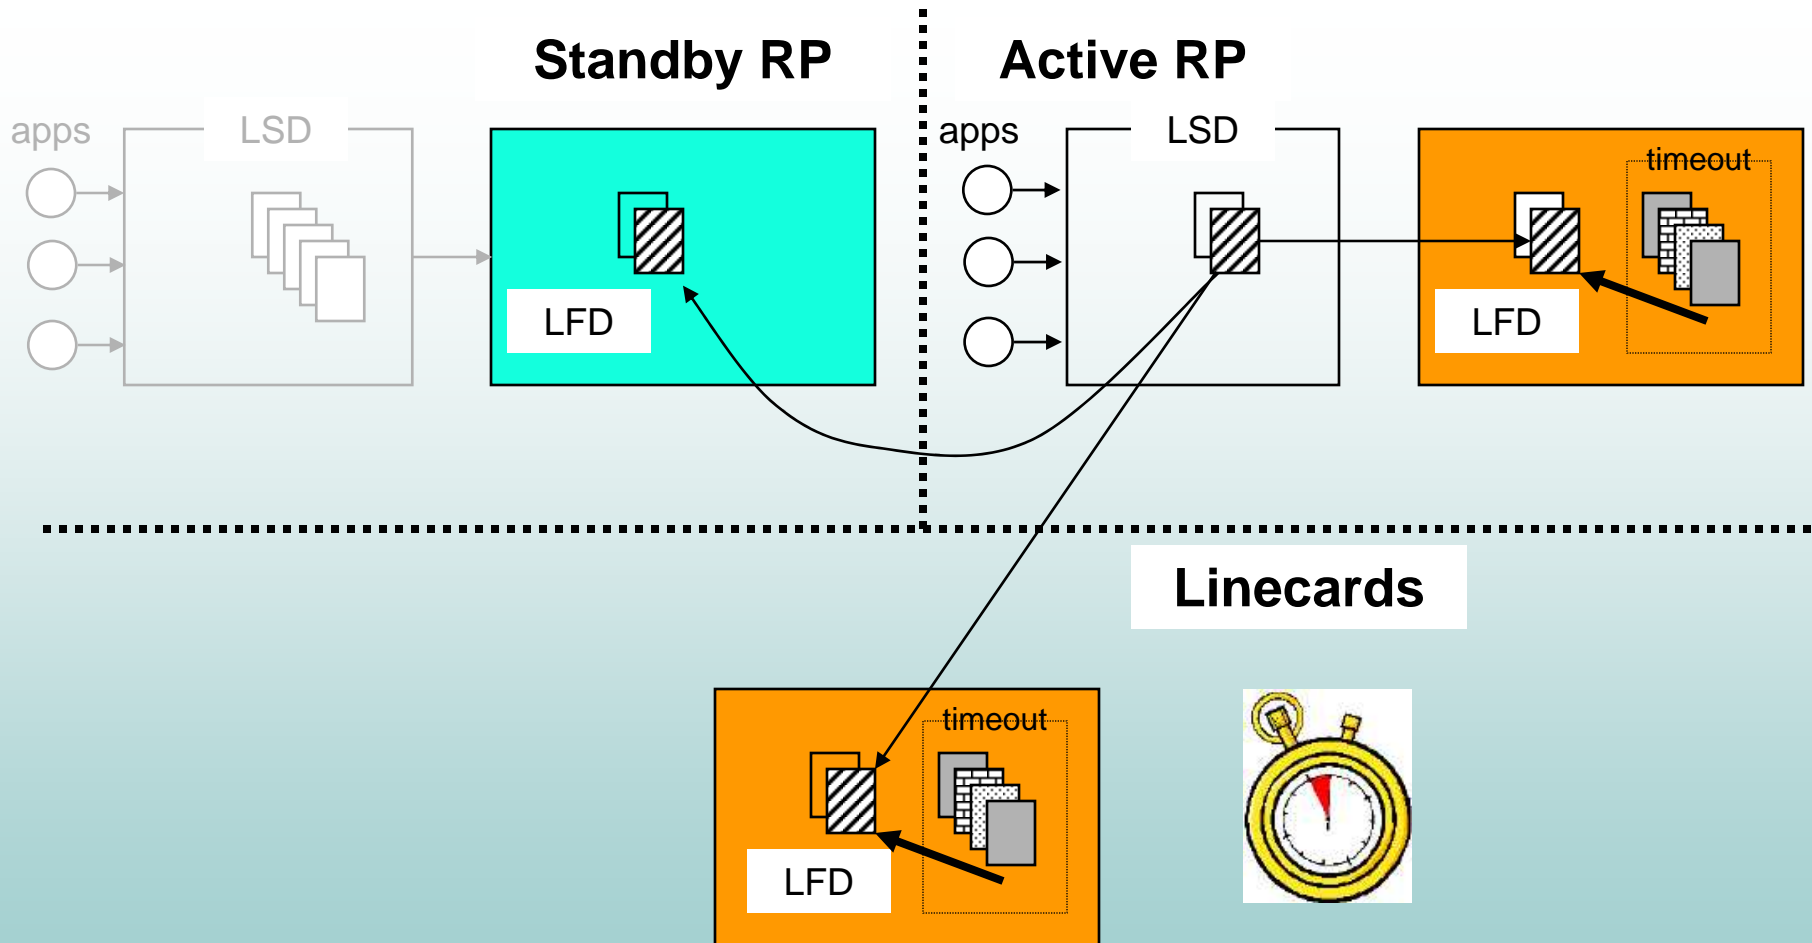 Standby RP
Active RP
apps
LSD
apps
LSD
timeout
LFD
LFD
Linecards
timeout
LFD